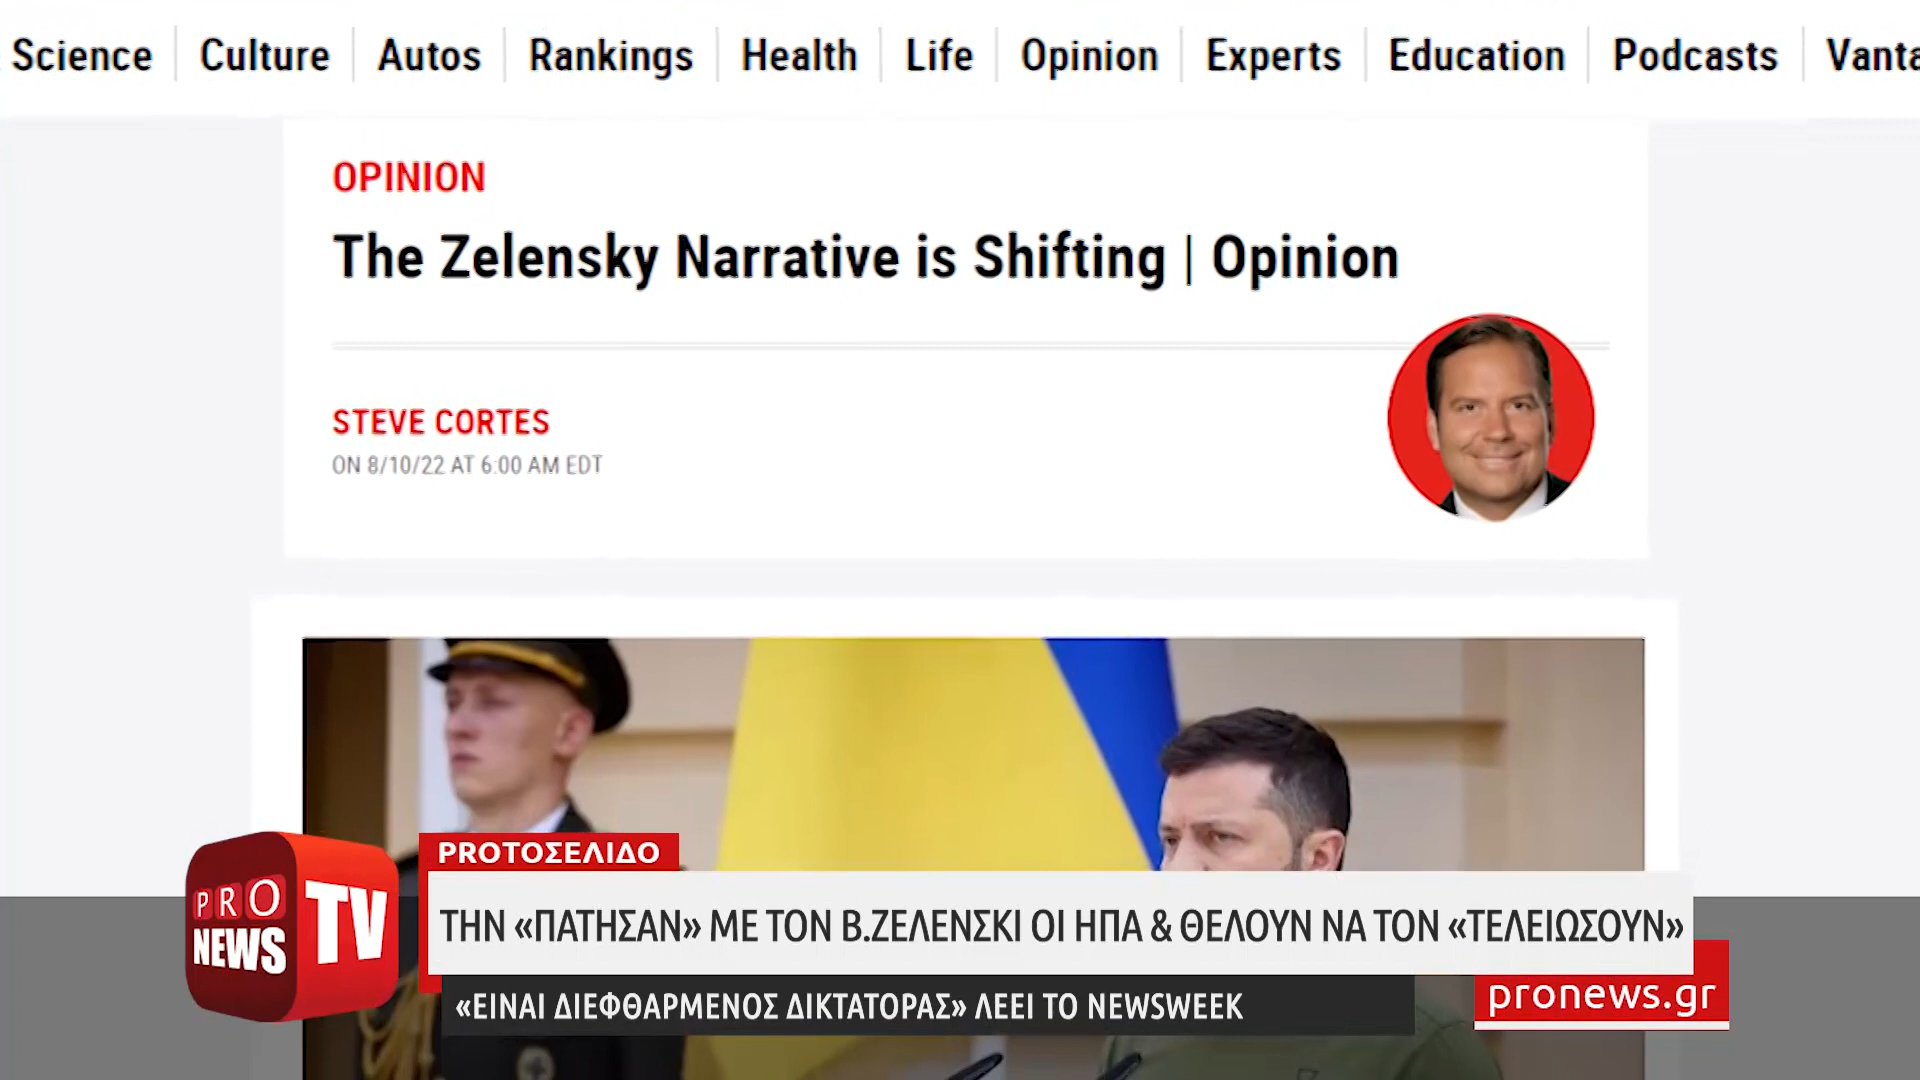 Science Culture Autos Rankings Health Life Opinion Experts Education Podcasts Vanta
OPINION
The Zelensky Narrative is Shifting | Opinion
STEVE CORTES
ON 8/10/22 AT 6:00 AM EDT
PROΤΟΣΕΛΙΔΟ
PRO
NEWS
TV
ΤΗΝ «ΠΑΤΗΣΑΝ» ΜΕ ΤΟΝ Β.ΖΕΛΕΝΣΚΙ ΟΙ ΗΠΑ & ΘΕΛΟΥΝ ΝΑ ΤΟΝ «ΤΕΛΕΙΩΣΟΥΝ»
«ΕΙΝΑΙ ΔΙΕΦΘΑΡΜΕΝΟΣ ΔΙΚΤΑΤΟΡΑΣ» ΛΕΕΙ ΤΟ NEWSWEEK
pronews.gr